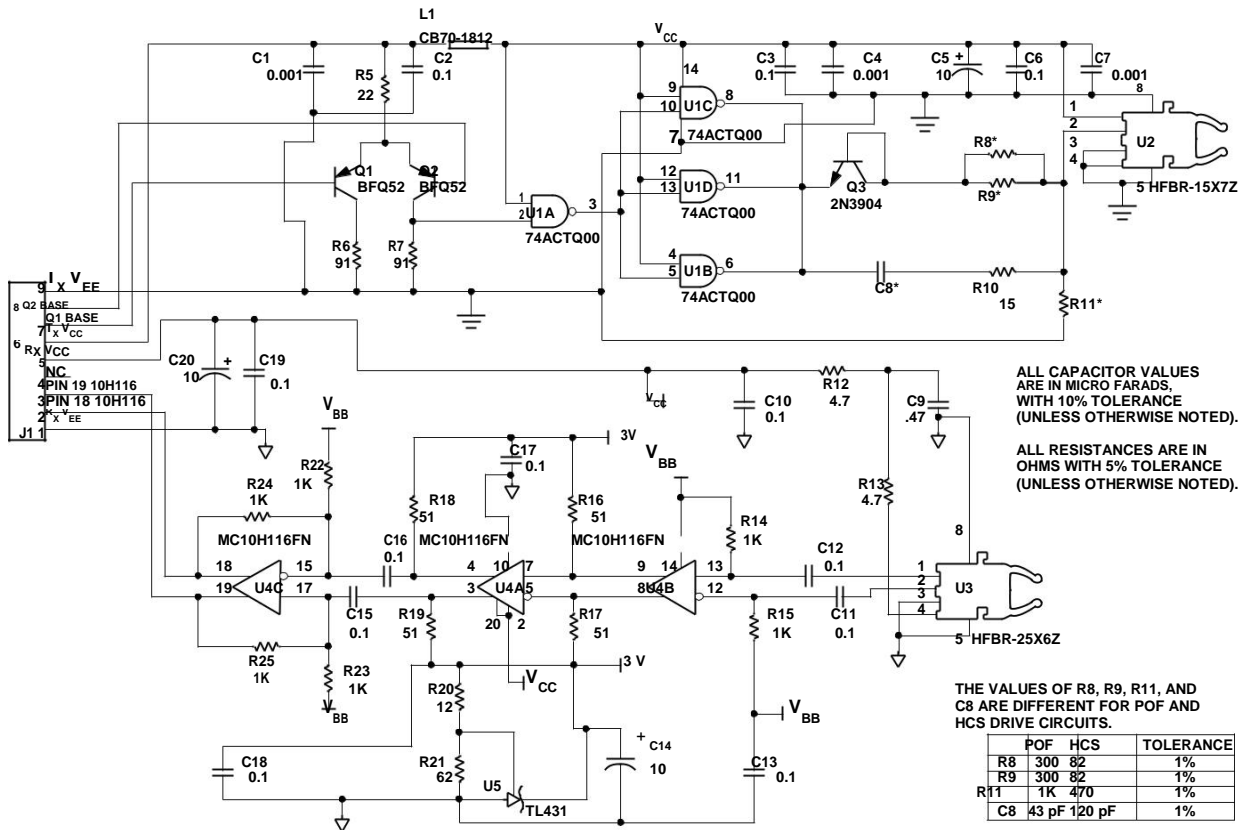 L1
CB70-1812
V CC
C1
0.001
C2
0.1
R5
22
C3
0.1
C4
0.001
C5 +
10
C6
0.1
C7
0.001
14
9
10
U1C
8
7
74ACTQ00
8
1
2
3
4
U2
5 HFBR-15X7Z
Q1
BFQ52
Q2
BFQ52
12
13
U1D
11
74ACTQ00
Q3
2N3904
R8*
R9*
1
2
U1A
3
74ACTQ00
R6
91
R7
91
4
5
U1B
6
74ACTQ00
C8*
R10
15
R11*
9 TX VEE
8 Q2 BASE
Q1 BASE
7 TX VCC
6 RX VCC
5
NC
4 PIN 19 10H116
3 PIN 18 10H116
2 RX VEE
J1 1
C20
10
+
C19
0.1
VCC
C10
0.1
R12
4.7
C9
.47
ALL CAPACITOR VALUES
ARE IN MICRO FARADS,
WITH 10% TOLERANCE
(UNLESS OTHERWISE NOTED).
ALL RESISTANCES ARE IN
OHMS WITH 5% TOLERANCE
(UNLESS OTHERWISE NOTED).
VBB
R22
1K
R24
1K
3V
C17
0.1
R18
51
R16
51
VBB
R14
1K
R13
4.7
MC10H116FN
C16
0.1
MC10H116FN
MC10H116FN
C12
0.1
18
19
U4C
15
17
4
3
U4A
10
7
5
20
2
9
8
U4B
14
13
12
8
1
2
3
4
U3
5 HFBR-25X6Z
C15
0.1
R19
51
R17
51
R15
1K
C11
0.1
R25
1K
R23
1K
VBB
3 V
VCC
R20
12
VBB
C18
0.1
R21
62
U5
TL431
+
C14
10
C13
0.1
THE VALUES OF R8, R9, R11, AND
C8 ARE DIFFERENT FOR POF AND
HCS DRIVE CIRCUITS.
POF HCS TOLERANCE
R8 300 82 1%
R9 300 82 1%
R11 1K 470 1%
C8 43 pF 120 pF 1%